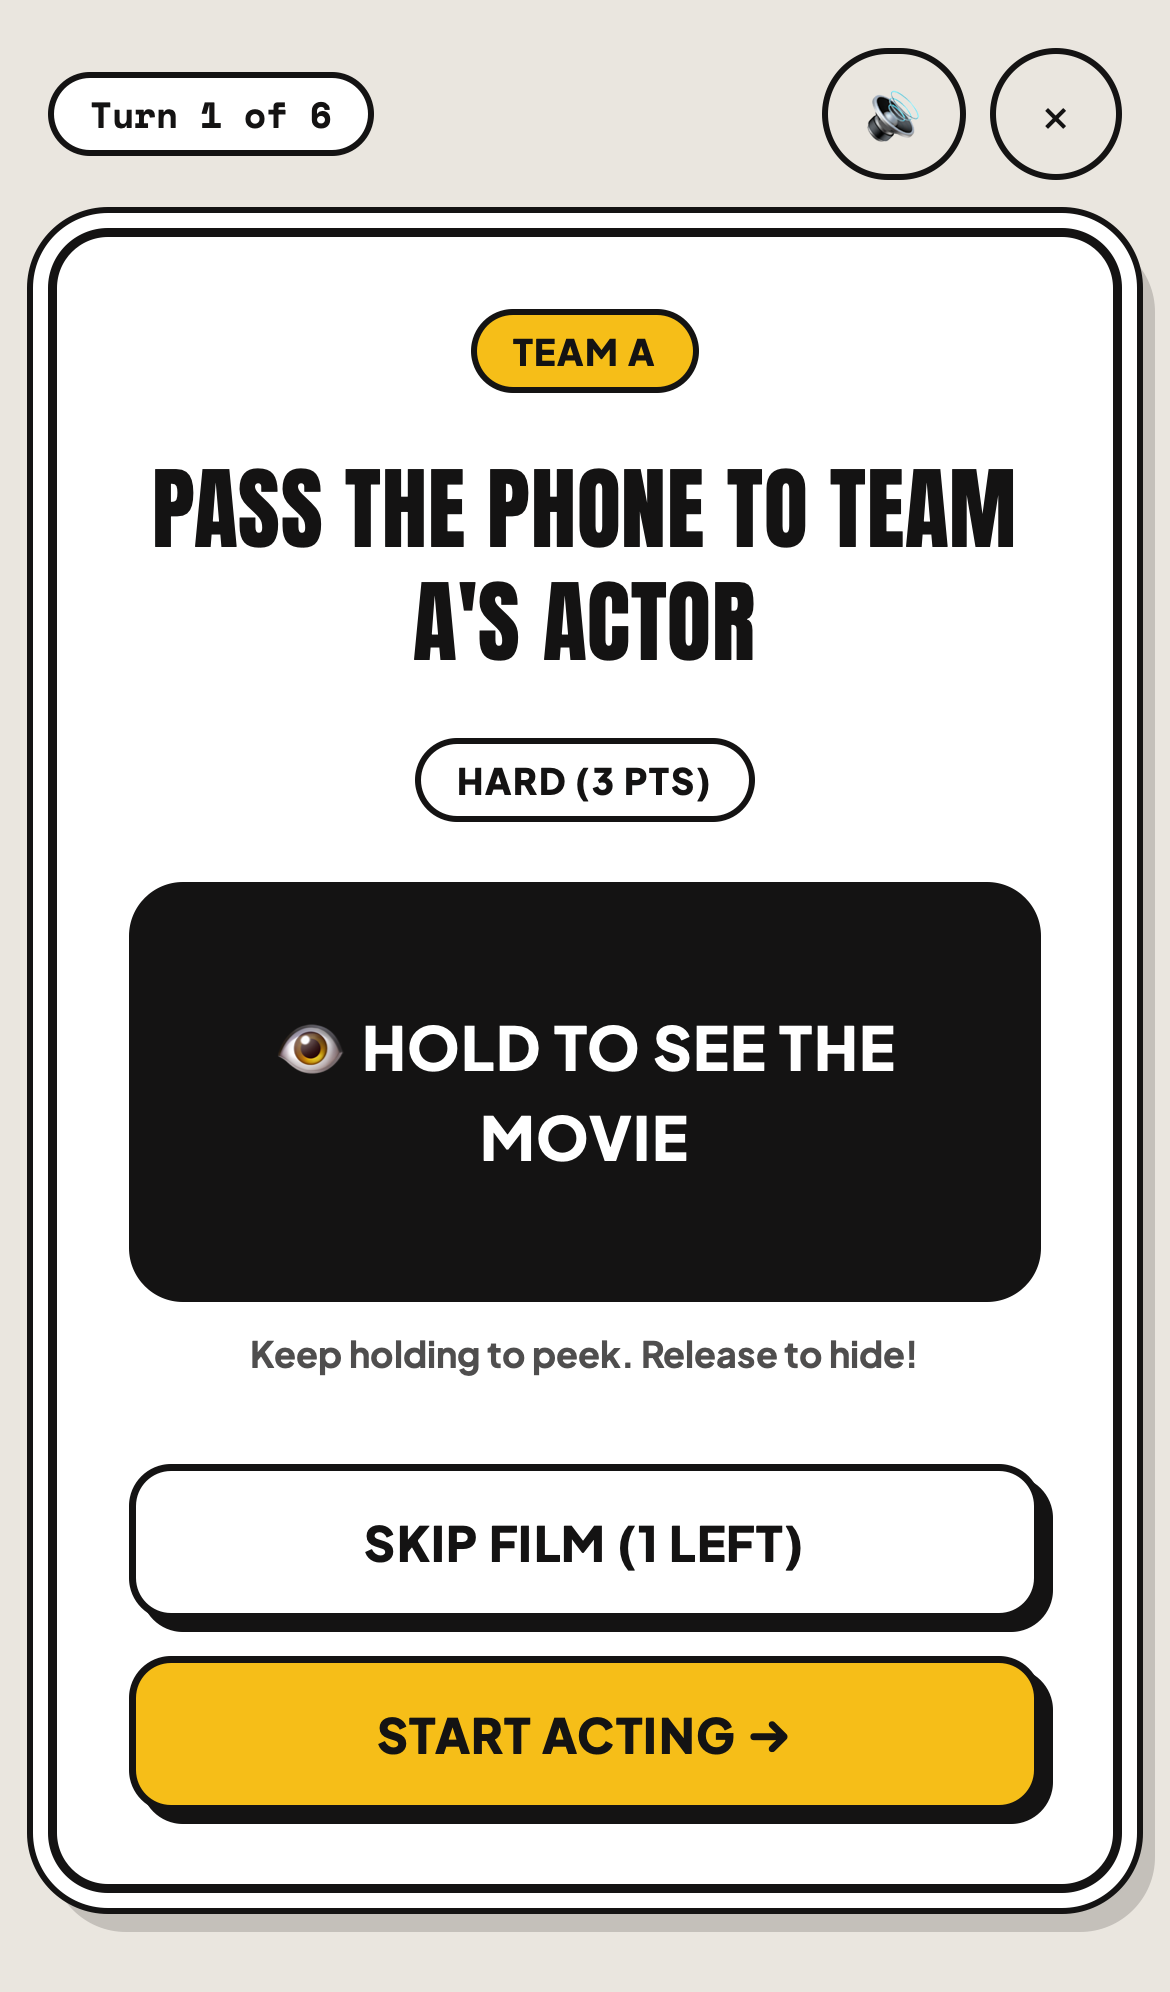 Turn 1 of 6
×
TEAM A
PASS THE PHONE TO TEAM
A'S ACTOR
HARD (3 PTS)
👁️ HOLD TO SEE THE
MOVIE
Keep holding to peek. Release to hide!
SKIP FILM (1 LEFT)
START ACTING →